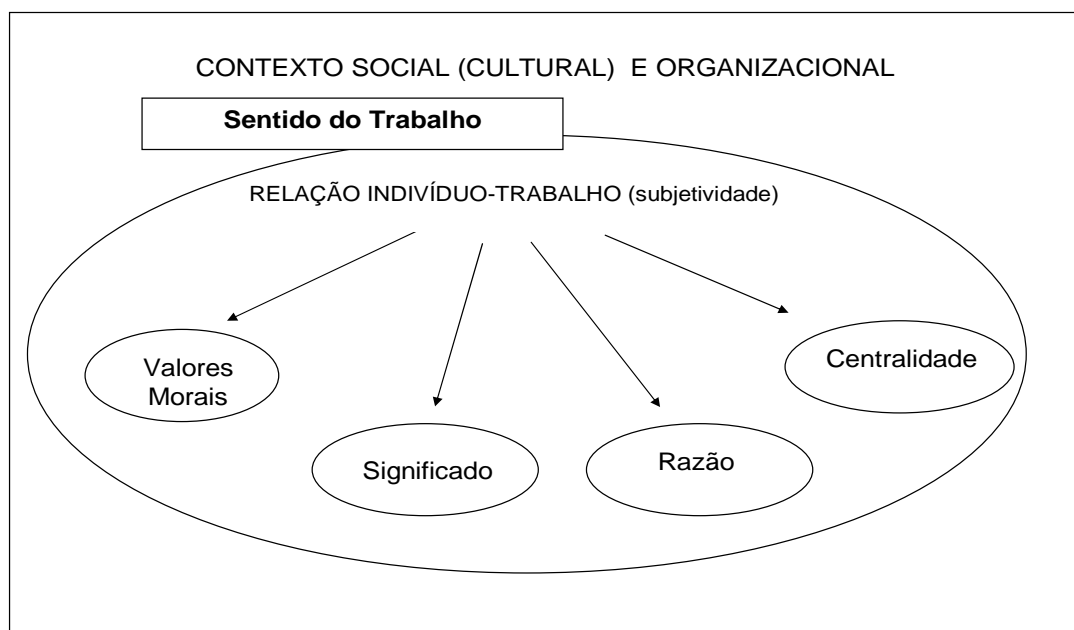 CONTEXTO SOCIAL (CULTURAL) E ORGANIZACIONAL
Sentido do Trabalho
RELAÇÃO INDIVÍDUO-TRABALHO (subjetividade)
Valores
Morais
Significado
Razão
Centralidade